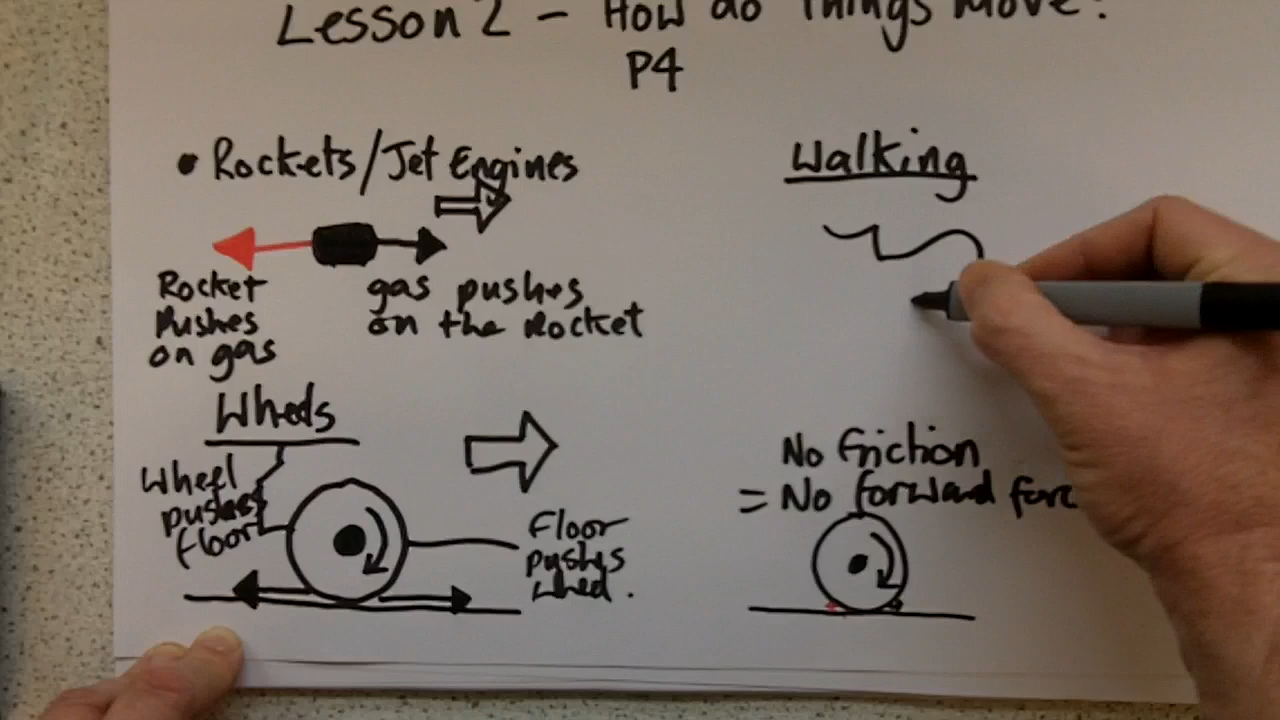 Lesson 2 - How do things move?
P4
• Rockets/Jet Engines
Rocket
Pushes
on gas
gas pushes
on the Rocket
Walking
Wheels
Wheel
pushes
floor
Floor
pushes
wheel.
No friction
= No forward forc